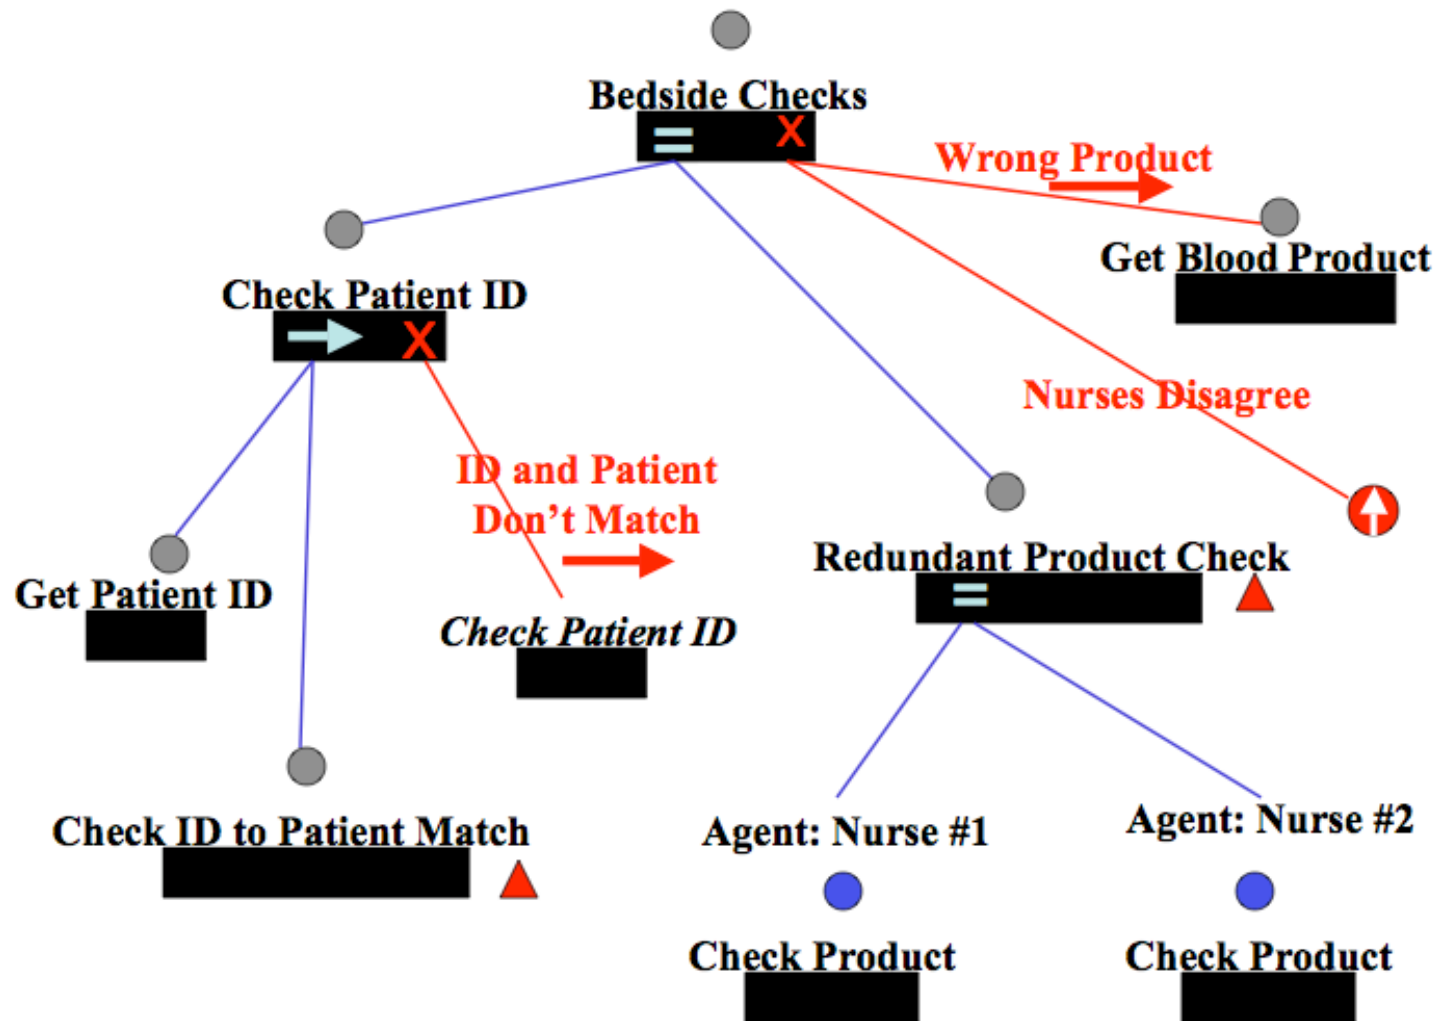 Bedside Checks
X
Wrong Product
Get Blood Product
Check Patient ID
X
Nurses Disagree
ID and Patient
Don't Match
Get Patient ID
Check Patient ID
Redundant Product Check
Check ID to Patient Match
Agent: Nurse #1
Agent: Nurse #2
Check Product
Check Product